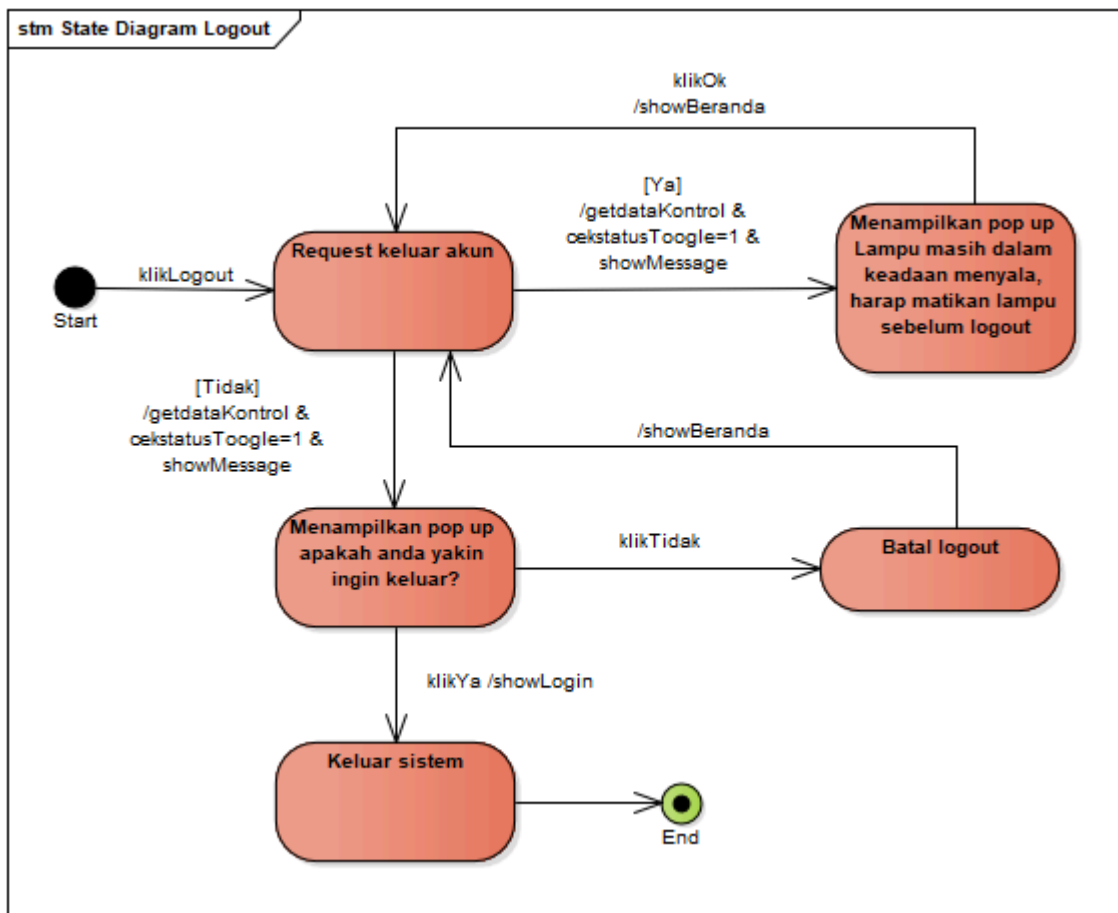 stm State Diagram Logout
klikOk
/showBeranda
[Ya]
/getdataKontrol &
cekstatusToogle=1 &
showMessage
Menampilkan pop up
Lampu masih dalam
keadaan menyala,
harap matikan lampu
sebelum logout
Request keluar akun
klikLogout
Start
[Tidak]
/getdataKontrol &
cekstatusToogle=1 &
showMessage
/showBeranda
Menampilkan pop up
apakah anda yakin
ingin keluar?
klikTidak
Batal logout
klikYa /showLogin
Keluar sistem
End